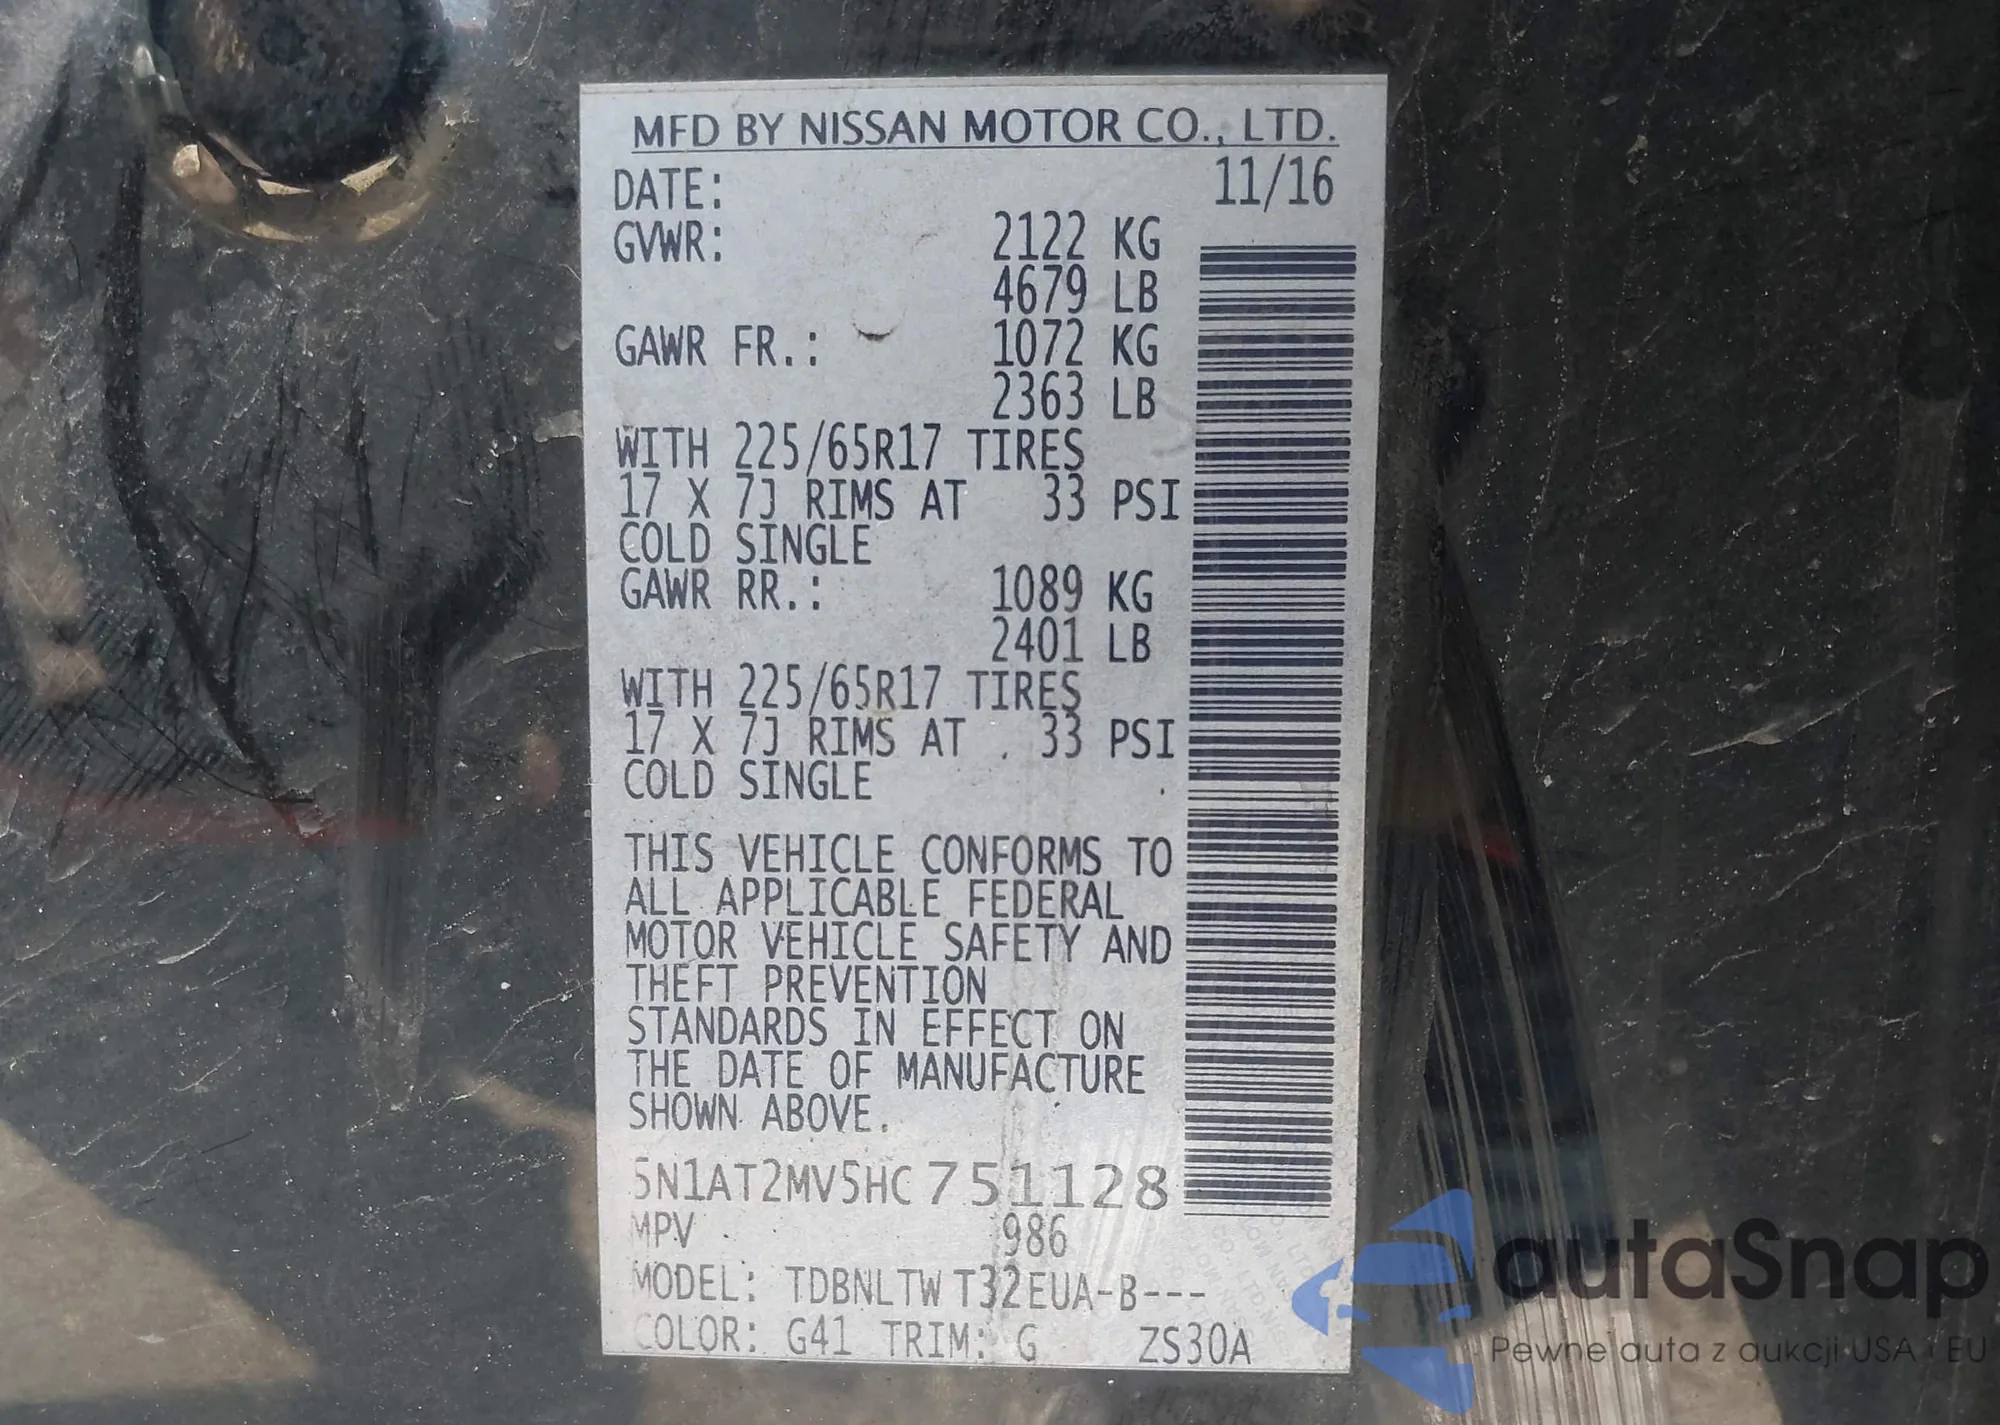 MFD BY NISSAN MOTOR CO., LTD.
DATE: 11/16
GVWR: 2122 KG
4679 LB
GAWR FR.: 1072 KG
2363 LB
WITH 225/65R17 TIRES
17 X 7J RIMS AT 33 PSI
COLD SINGLE
GAWR RR.: 1089 KG
2401 LB
WITH 225/65R17 TIRES
17 X 7J RIMS AT 33 PSI
COLD SINGLE
THIS VEHICLE CONFORMS TO
ALL APPLICABLE FEDERAL
MOTOR VEHICLE SAFETY AND
THEFT PREVENTION
STANDARDS IN EFFECT ON
THE DATE OF MANUFACTURE
SHOWN ABOVE.
5N1AT2MV5HC751128
MPV 986
MODEL: TDBNLTW T32EUA-B---
COLOR: G41 TRIM: G ZS30A
autaSnap
Pewne auta z aukcji USA i EU